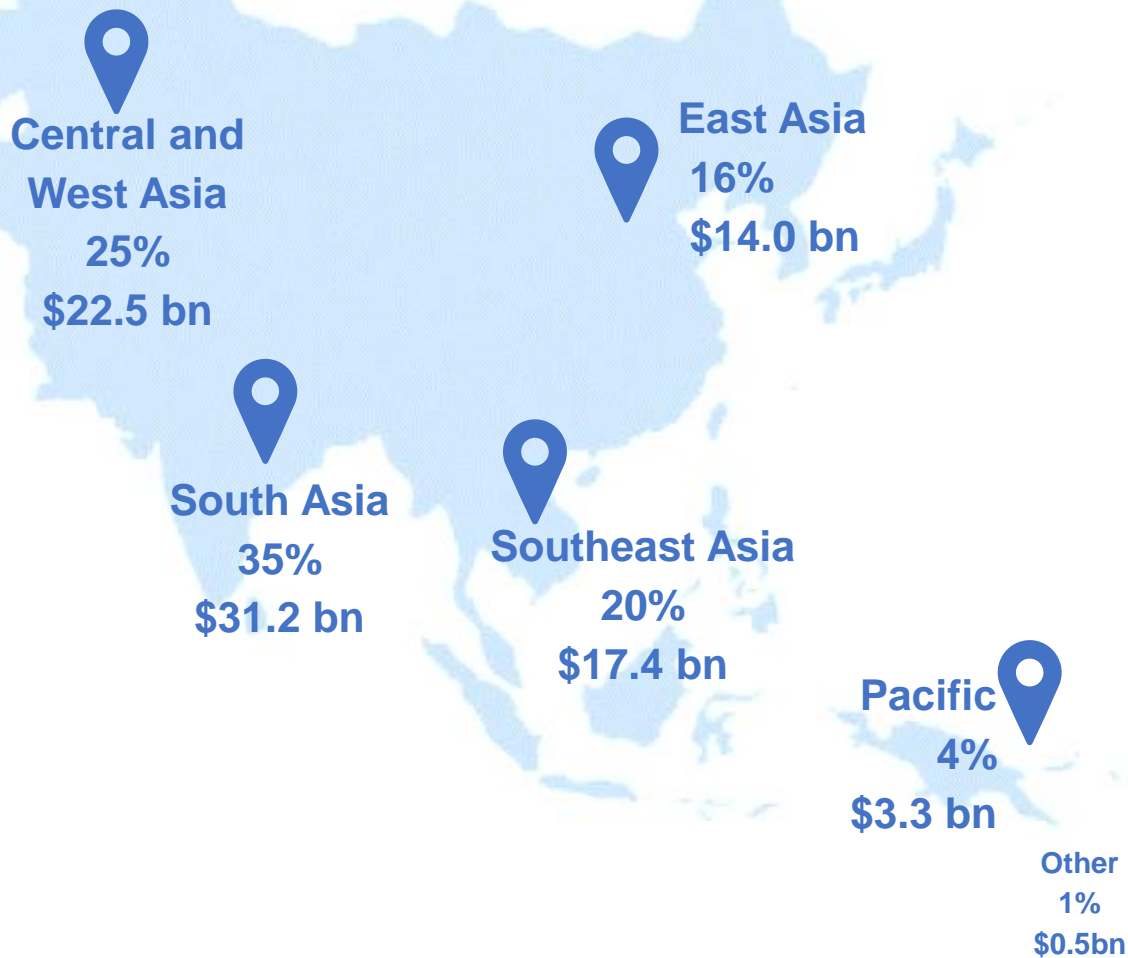 Central and
West Asia
25%
$22.5 bn
East Asia
16%
$14.0 bn
South Asia
35%
$31.2 bn
Southeast Asia
20%
$17.4 bn
Pacific
4%
$3.3 bn
Other
1%
$0.5bn